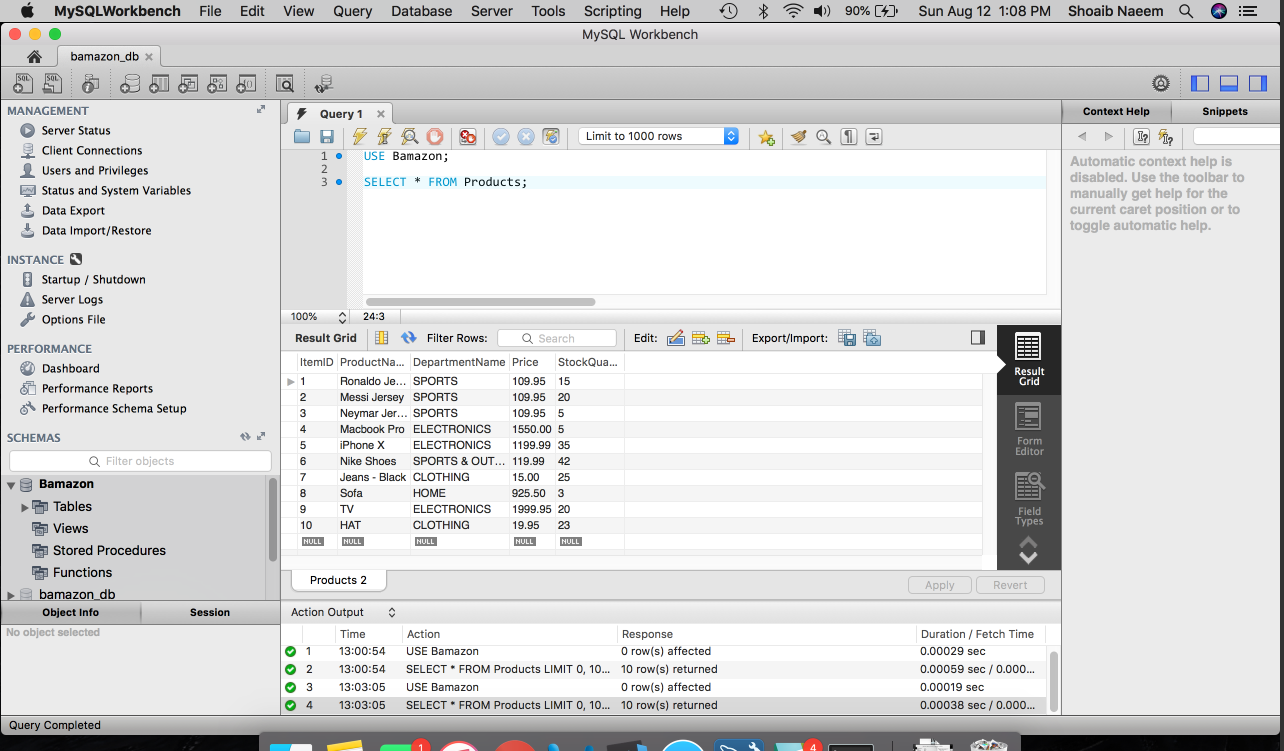 MySQLWorkbench File Edit View Query Database Server Tools Scripting Help 90% Sun Aug 12 1:08 PM Shoaib Naeem
MySQL Workbench
bamazon_db
MANAGEMENT
Server Status
Client Connections
Users and Privileges
Status and System Variables
Data Export
Data Import/Restore
INSTANCE
Startup / Shutdown
Server Logs
Options File
PERFORMANCE
Dashboard
Performance Reports
Performance Schema Setup
SCHEMAS
Filter objects
Bamazon
Tables
Views
Stored Procedures
Functions
bamazon_db
Object Info Session
No object selected
Query 1
Limit to 1000 rows
1 USE Bamazon;
2
3 SELECT * FROM Products;
100% 24:3
Result Grid Filter Rows: Search Edit: Export/Import:
ItemID ProductNa... DepartmentName Price StockQua...
1 Ronaldo Je... SPORTS 109.95 15
2 Messi Jersey SPORTS 109.95 20
3 Neymar Jer... SPORTS 109.95 5
4 Macbook Pro ELECTRONICS 1550.00 5
5 iPhone X ELECTRONICS 1199.99 35
6 Nike Shoes SPORTS & OUT... 119.99 42
7 Jeans - Black CLOTHING 15.00 25
8 Sofa HOME 925.50 3
9 TV ELECTRONICS 1999.95 20
10 HAT CLOTHING 19.95 23
NULL NULL NULL NULL NULL
Result
Grid
Form
Editor
Field
Types
Products 2 Apply Revert
Action Output
Time Action Response Duration / Fetch Time
1 13:00:54 USE Bamazon 0 row(s) affected 0.00029 sec
2 13:00:54 SELECT * FROM Products LIMIT 0, 10... 10 row(s) returned 0.00059 sec / 0.000...
3 13:03:05 USE Bamazon 0 row(s) affected 0.00019 sec
4 13:03:05 SELECT * FROM Products LIMIT 0, 10... 10 row(s) returned 0.00038 sec / 0.000...
Context Help Snippets
Automatic context help is
disabled. Use the toolbar to
manually get help for the
current caret position or to
toggle automatic help.
Query Completed
1 4